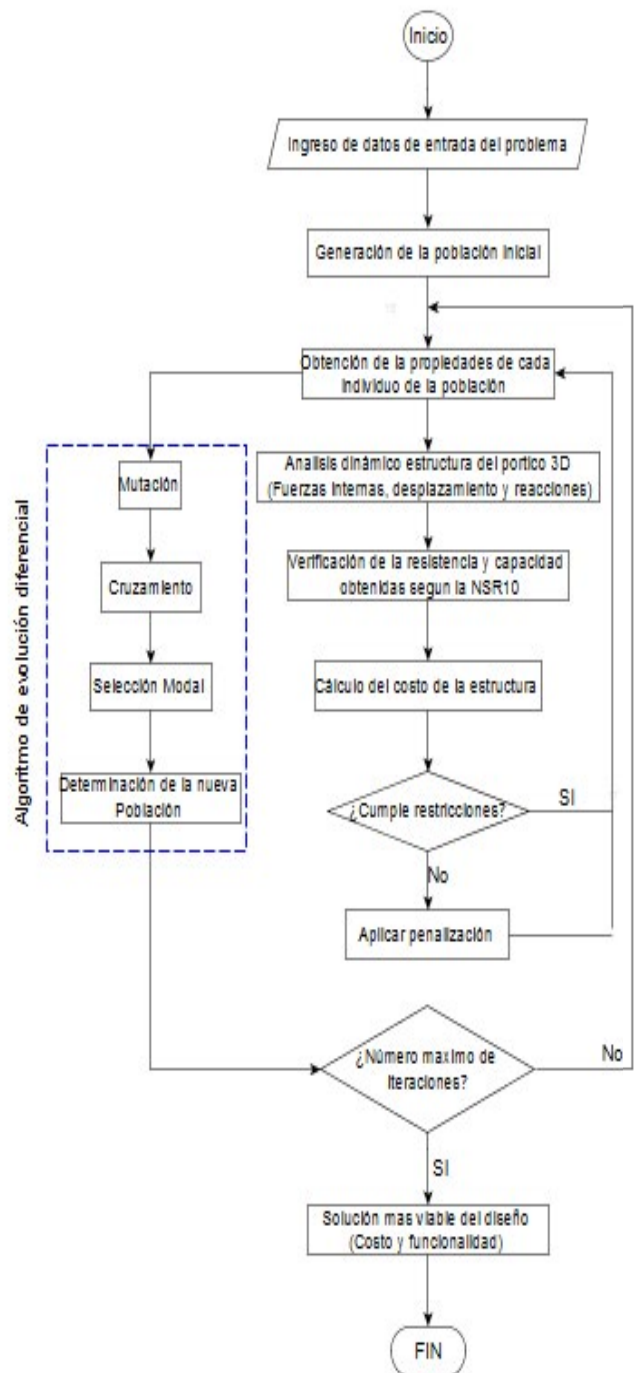 Inicio
Ingreso de datos de entrada del problema
Generación de la población inicial
Obtención de la propiedades de cada
individuo de la población
Analisis dinámico estructura del portico 3D
(Fuerzas internas, desplazamiento y reacciones)
Verificación de la resistencia y capacidad
obtenidas segun la NSR10
Cálculo del costo de la estructura
¿Cumple restricciones?
SI
No
Aplicar penalización
Algoritmo de evolución diferencial
Mutación
Cruzamiento
Selección Modal
Determinación de la nueva
Población
¿Número maximo de
iteraciones?
No
SI
Solución mas viable del diseño
(Costo y funcionalidad)
FIN